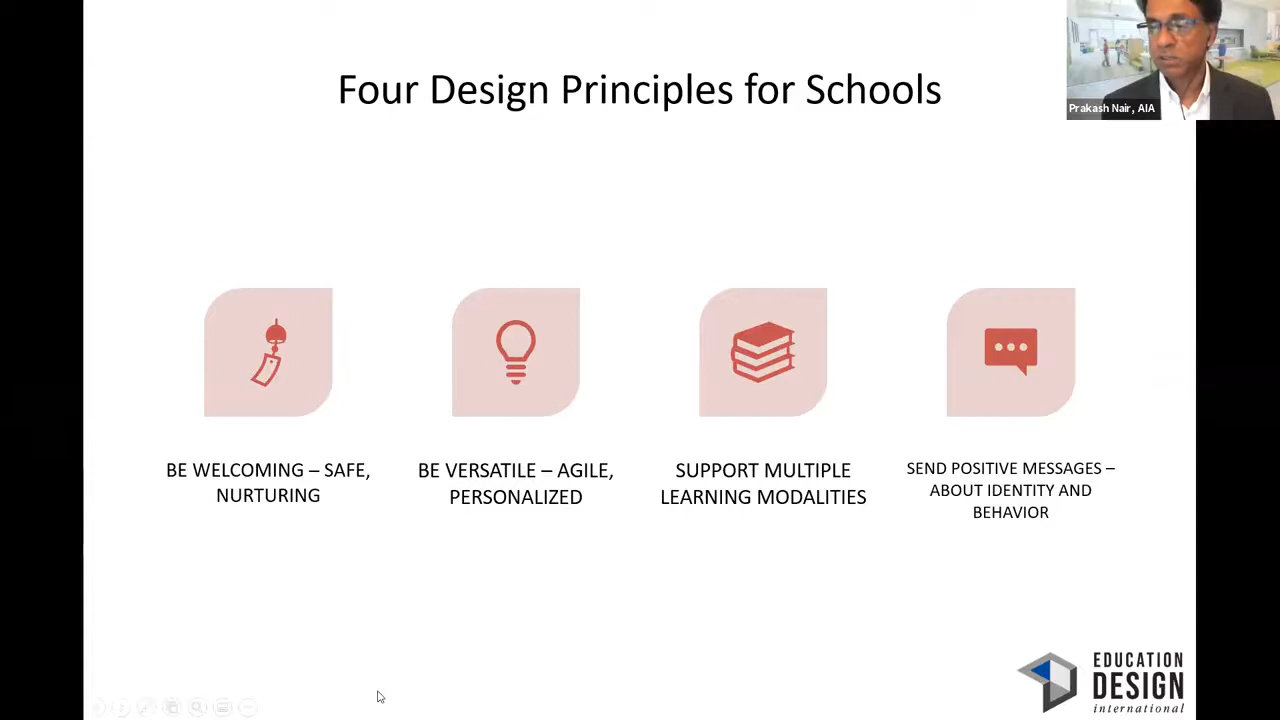 Four Design Principles for Schools
Prakash Nair, AIA
BE WELCOMING – SAFE,
NURTURING
BE VERSATILE – AGILE,
PERSONALIZED
SUPPORT MULTIPLE
LEARNING MODALITIES
SEND POSITIVE MESSAGES –
ABOUT IDENTITY AND
BEHAVIOR
EDUCATION
DESIGN
international